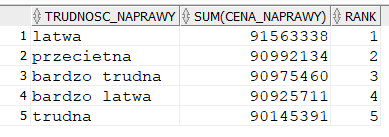 TRUDNOSC_NAPRAWY SUM(CENA_NAPRAWY) RANK
1 latwa 91563338 1
2 przecietna 90992134 2
3 bardzo trudna 90975460 3
4 bardzo latwa 90925711 4
5 trudna 90145391 5